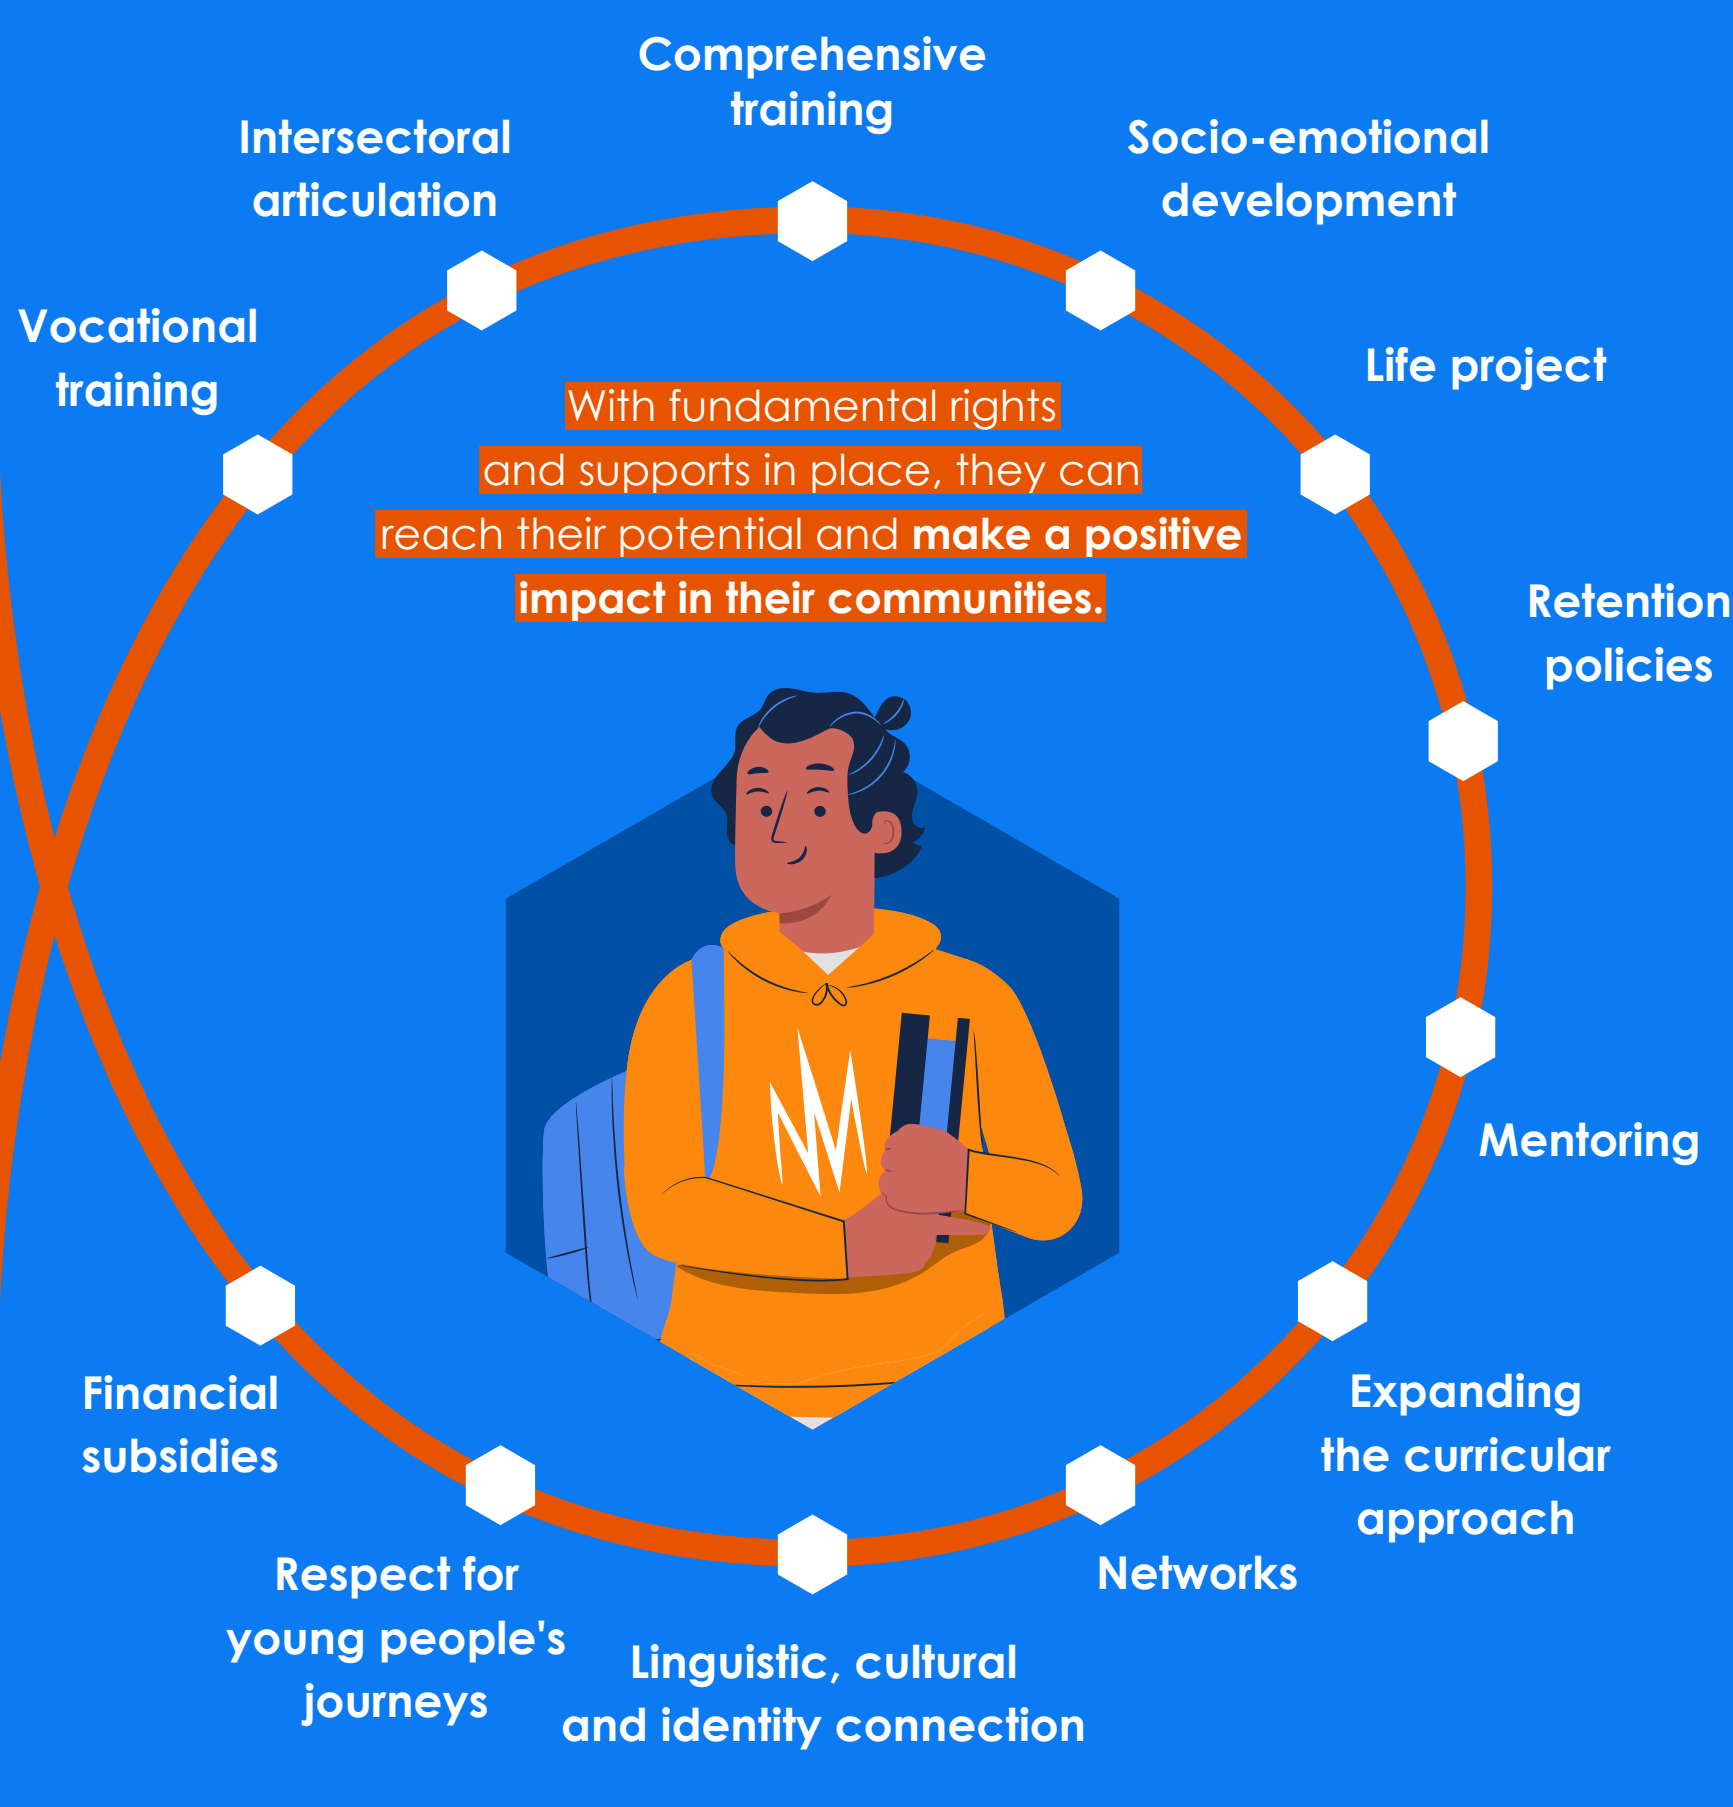 Comprehensive
training
Intersectoral
articulation
Socio-emotional
development
Vocational
training
Life project
With fundamental rights
and supports in place, they can
reach their potential and make a positive
impact in their communities.
Retention
policies
Mentoring
Financial
subsidies
Expanding
the curricular
approach
Respect for
young people's
journeys
Networks
Linguistic, cultural
and identity connection